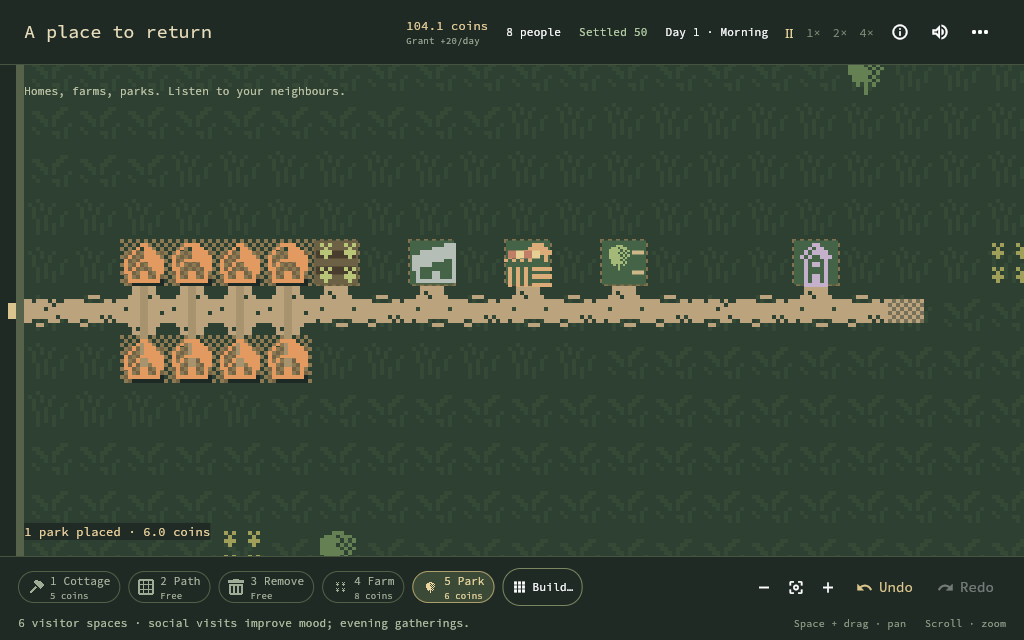 A place to return
104.1 coins
Grant +20/day
8 people
Settled 50
Day 1 · Morning
II 1× 2× 4×
Homes, farms, parks. Listen to your neighbours.
1 park placed · 6.0 coins
1 Cottage
5 coins
2 Path
Free
3 Remove
Free
4 Farm
8 coins
5 Park
6 coins
Build…
Undo
Redo
6 visitor spaces · social visits improve mood; evening gatherings.
Space + drag · pan
Scroll · zoom